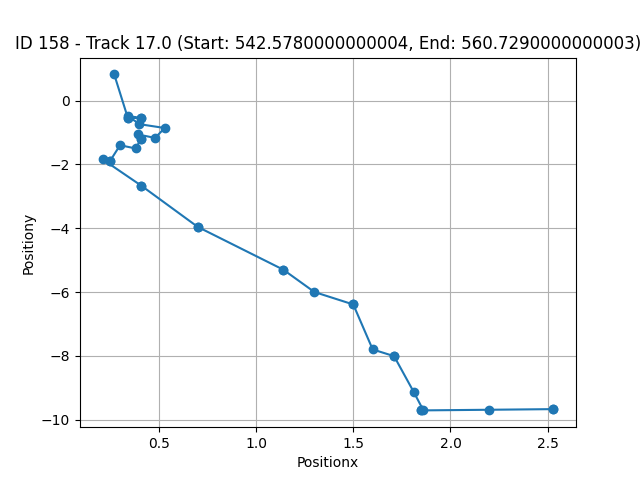 ID 158 - Track 17.0 (Start: 542.5780000000004, End: 560.7290000000003)
0
−2
−4
−6
−8
−10
Positiony
0.5 1.0 1.5 2.0 2.5
Positionx